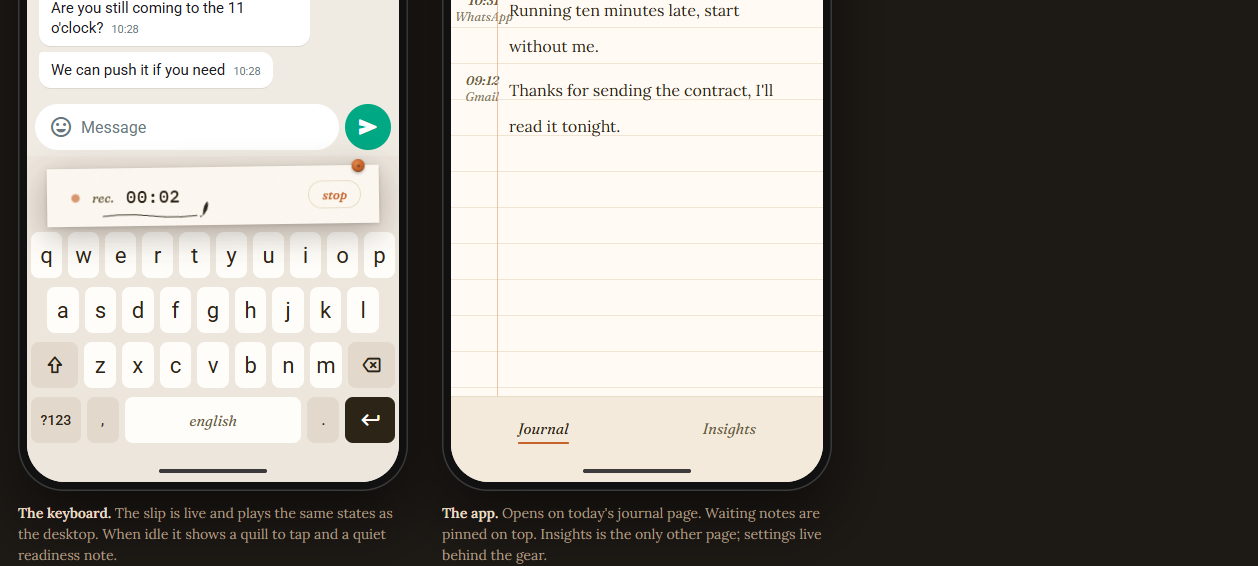 Are you still coming to the 11
o'clock? 10:28
We can push it if you need 10:28
Message
rec. 00:02 stop
q w e r t y u i o p
a s d f g h j k l
z x c v b n m
?123 , english .
10:31
WhatsApp
Running ten minutes late, start
without me.
09:12
Gmail
Thanks for sending the contract, I'll
read it tonight.
Journal Insights
The keyboard. The slip is live and plays the same states as
the desktop. When idle it shows a quill to tap and a quiet
readiness note.
The app. Opens on today's journal page. Waiting notes are
pinned on top. Insights is the only other page; settings live
behind the gear.